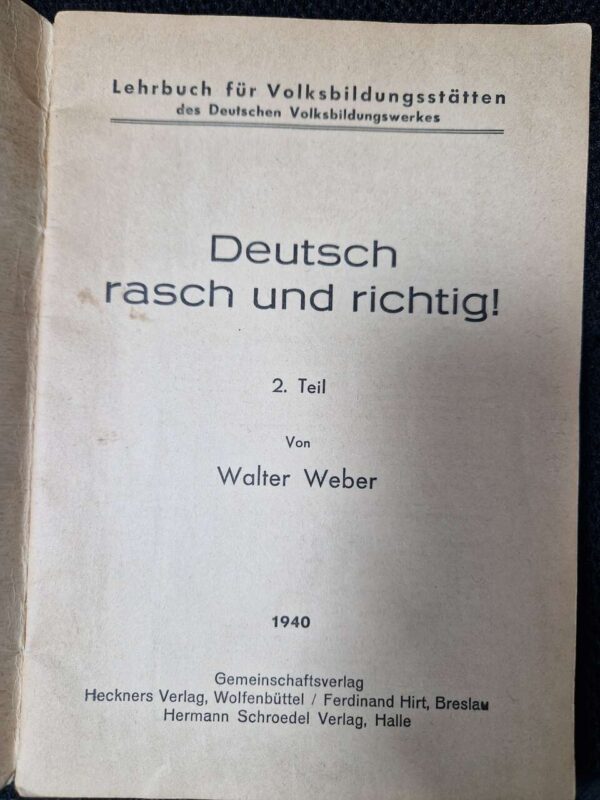 Lehrbuch für Volksbildungsstätten
des Deutschen Volksbildungswerkes
Deutsch
rasch und richtig!
2. Teil
Von
Walter Weber
1940
Gemeinschaftsverlag
Heckners Verlag, Wolfenbüttel / Ferdinand Hirt, Breslau
Hermann Schroedel Verlag, Halle